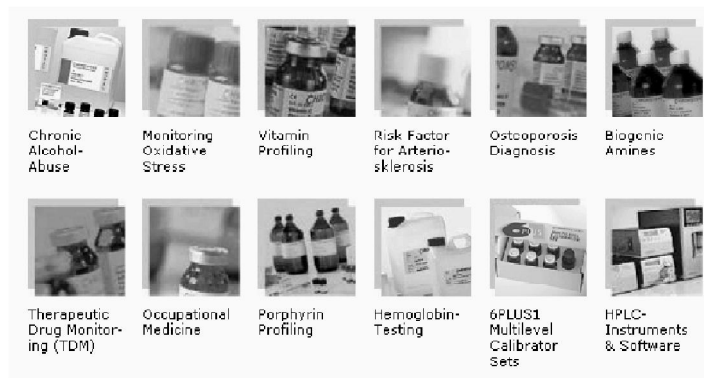 Chronic
Alcohol-
Abuse
Monitoring
Oxidative
Stress
Vitamin
Profiling
Risk Factor
for Arterio-
sklerosis
Osteoporosis
Diagnosis
Biogenic
Amines
Therapeutic
Drug Monitor-
ing (TDM)
Occupational
Medicine
Porphyrin
Profiling
Hemoglobin-
Testing
6PLUS1
Multilevel
Calibrator
Sets
HPLC-
Instruments
& Software